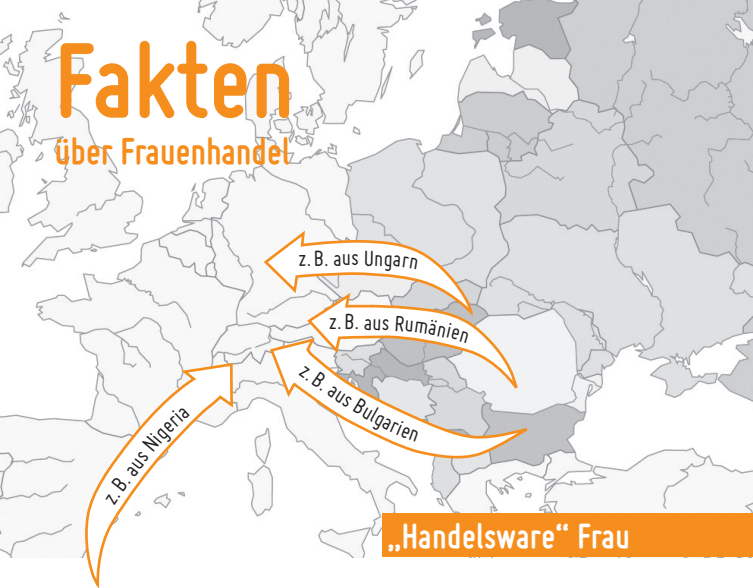 Fakten
über Frauenhandel
z. B. aus Ungarn
z. B. aus Rumänien
z. B. aus Bulgarien
z. B. aus Nigeria
„Handelsware“ Frau